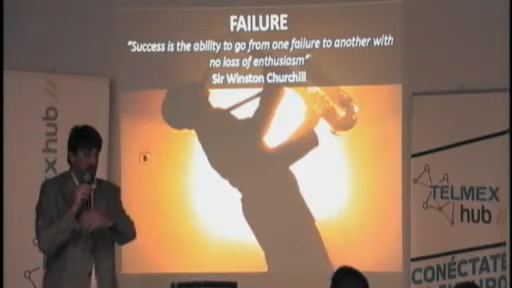 FAILURE
“Success is the ability to go from one failure to another with
no loss of enthusiasm”
Sir Winston Churchill
xhub
TELMEX
hub
CONÉCTATE